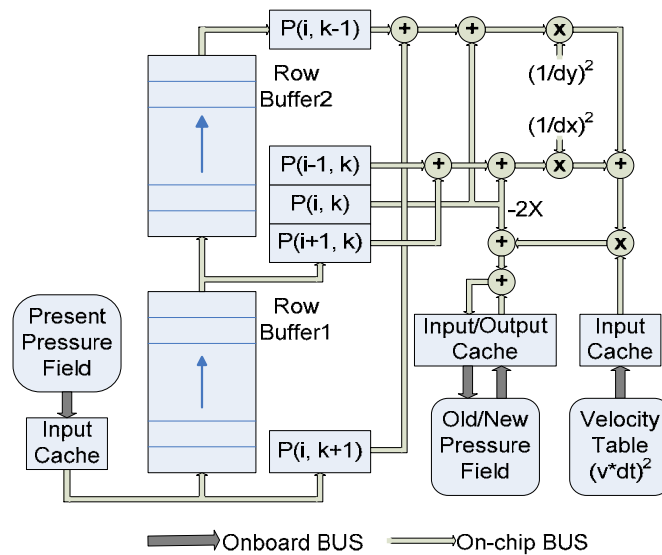 P(i, k-1)
+
+
x
Row
Buffer2
(1/dy)²
(1/dx)²
P(i-1, k)
+
+
x
+
P(i, k)
-2X
P(i+1, k)
+
x
Row
Buffer1
+
Present
Pressure
Field
Input/Output
Cache
Input
Cache
Input
Cache
P(i, k+1)
Old/New
Pressure
Field
Velocity
Table
(v*dt)²
Onboard BUS
On-chip BUS